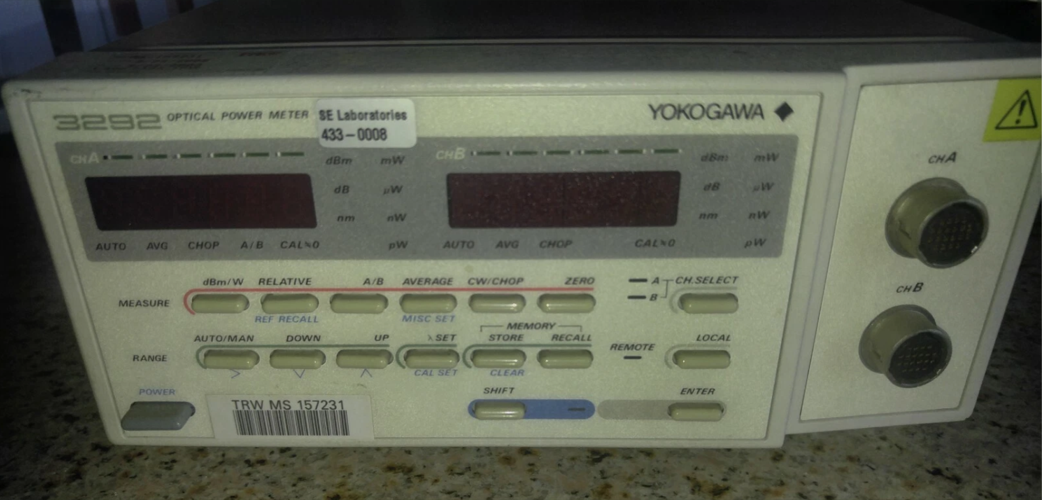 3292 OPTICAL POWER METER
SE Laboratories
433-0008
YOKOGAWA
CHA
dBm mW
dB µW
nm nW
pW
AUTO AVG CHOP A/B CAL≠0
CHB
dBm mW
dB µW
nm nW
pW
AUTO AVG CHOP CAL≠0
CHA
CHB
MEASURE
dBm/W RELATIVE A/B AVERAGE CW/CHOP ZERO
REF RECALL MISC SET
A
B
CH.SELECT
MEMORY
RANGE
AUTO/MAN DOWN UP λ SET STORE RECALL
> ∨ ∧ CAL SET CLEAR
REMOTE
LOCAL
POWER
TRW MS 157231
SHIFT
ENTER